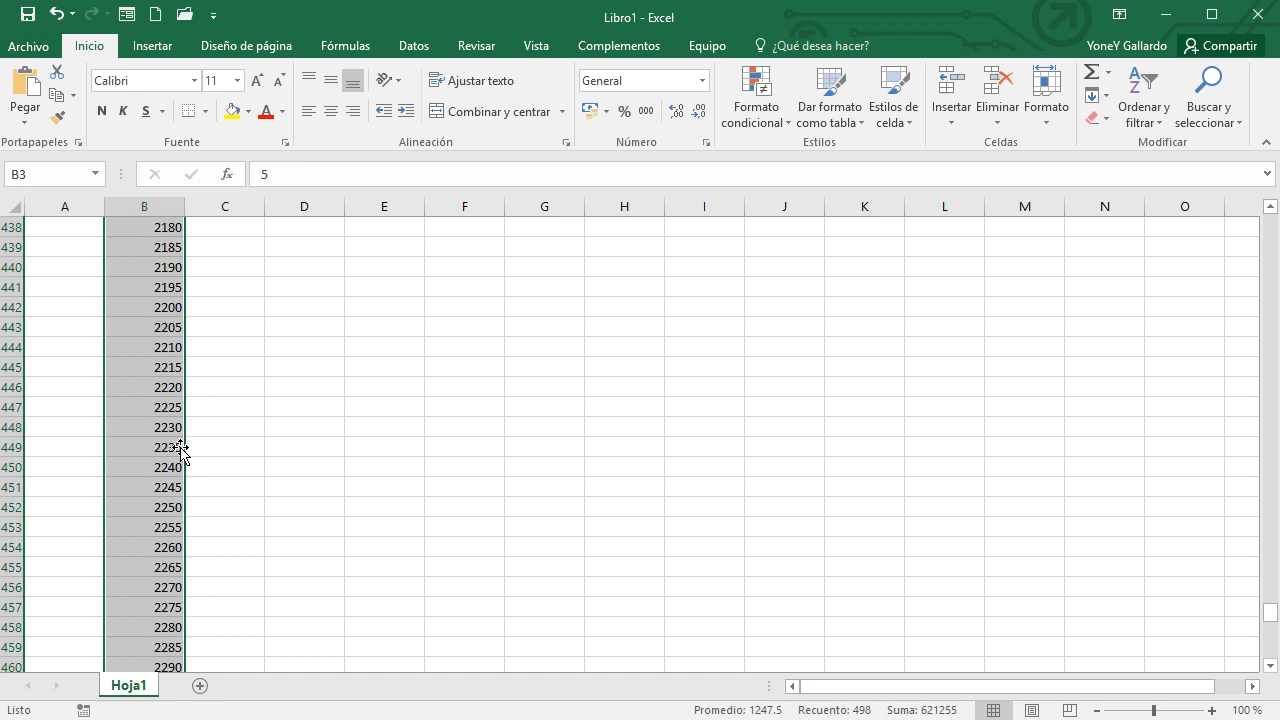 Libro1 - Excel
Archivo Inicio Insertar Diseño de página Fórmulas Datos Revisar Vista Complementos Equipo ¿Qué desea hacer? YoneY Gallardo Compartir
Pegar
Calibri 11
N K S
Ajustar texto
Combinar y centrar
General
% 000
Formato condicional
Dar formato como tabla
Estilos de celda
Insertar Eliminar Formato
Ordenar y filtrar
Buscar y seleccionar
Portapapeles Fuente Alineación Número Estilos Celdas Modificar
B3 fx 5
A B C D E F G H I J K L M N O
438 2180
439 2185
440 2190
441 2195
442 2200
443 2205
444 2210
445 2215
446 2220
447 2225
448 2230
449
450 2240
451 2245
452 2250
453 2255
454 2260
455 2265
456 2270
457 2275
458 2280
459 2285
460 2290
Hoja1
Listo Promedio: 1247.5 Recuento: 498 Suma: 621255 100 %